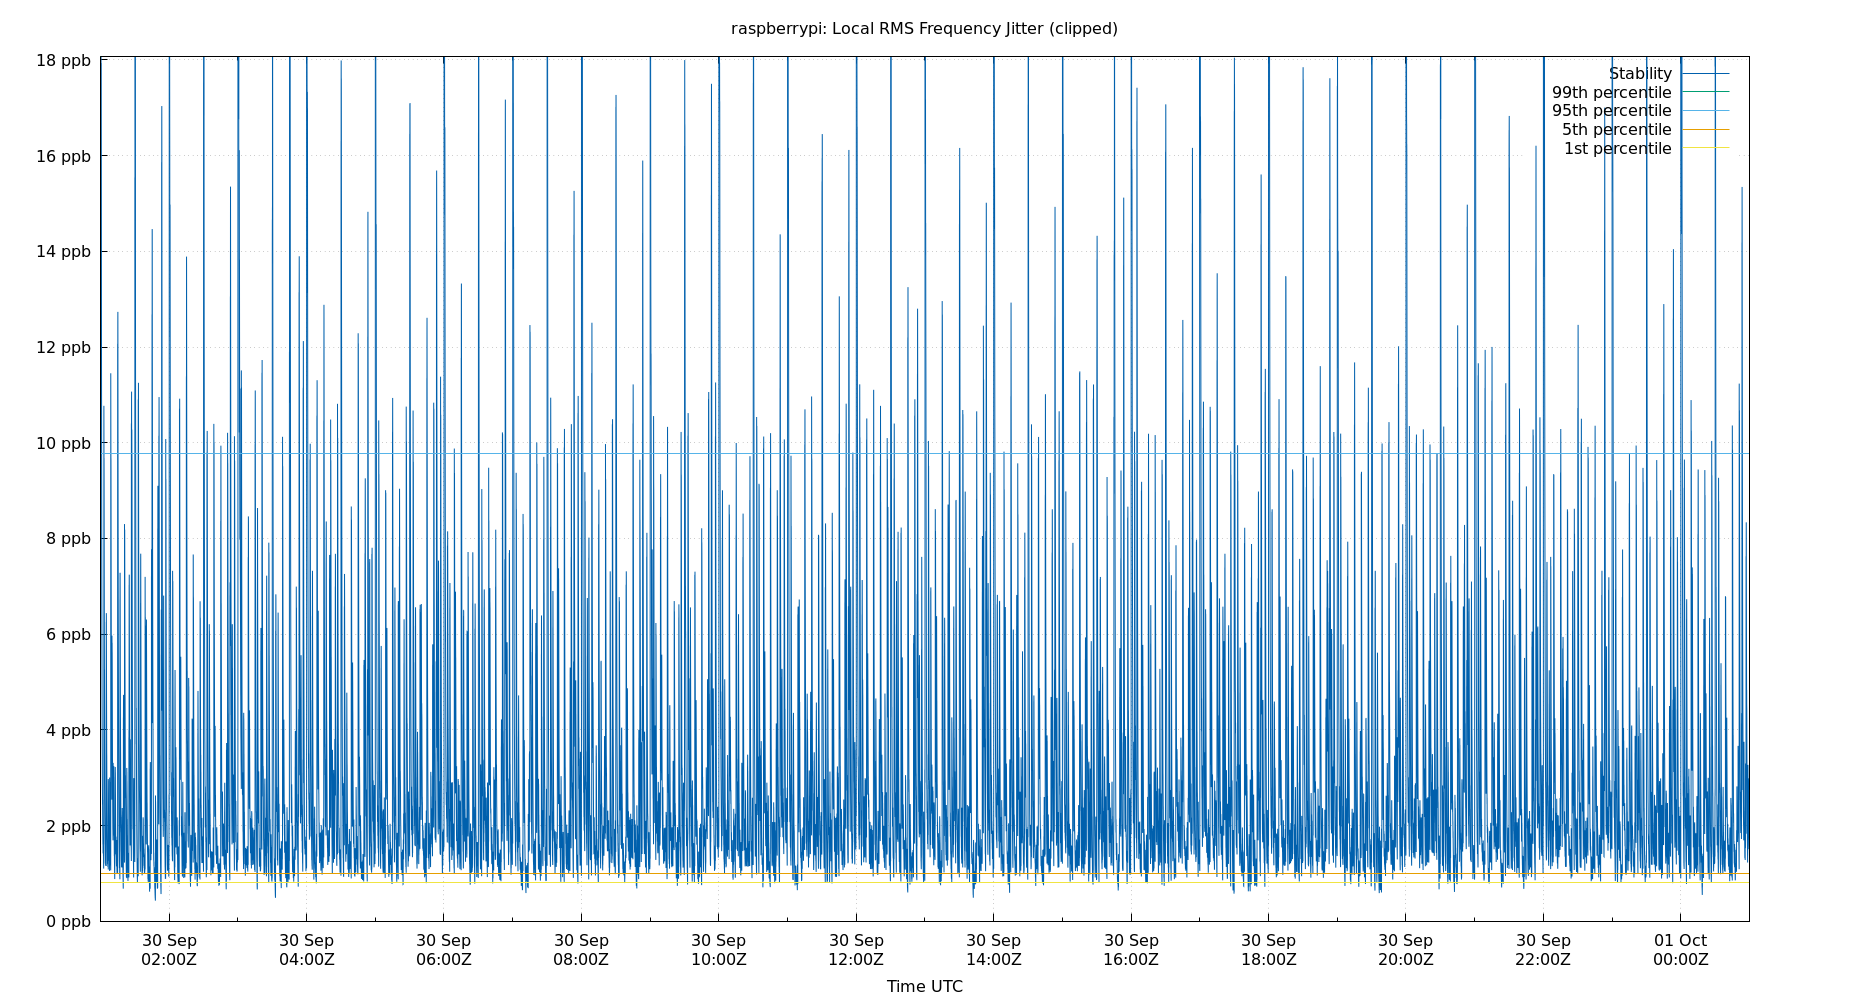 raspberrypi: Local RMS Frequency Jitter (clipped)
18 ppb
16 ppb
14 ppb
12 ppb
10 ppb
8 ppb
6 ppb
4 ppb
2 ppb
0 ppb
Stability
99th percentile
95th percentile
5th percentile
1st percentile
30 Sep 30 Sep 30 Sep 30 Sep 30 Sep 30 Sep 30 Sep 30 Sep 30 Sep 30 Sep 30 Sep 01 Oct
02:00Z 04:00Z 06:00Z 08:00Z 10:00Z 12:00Z 14:00Z 16:00Z 18:00Z 20:00Z 22:00Z 00:00Z
Time UTC